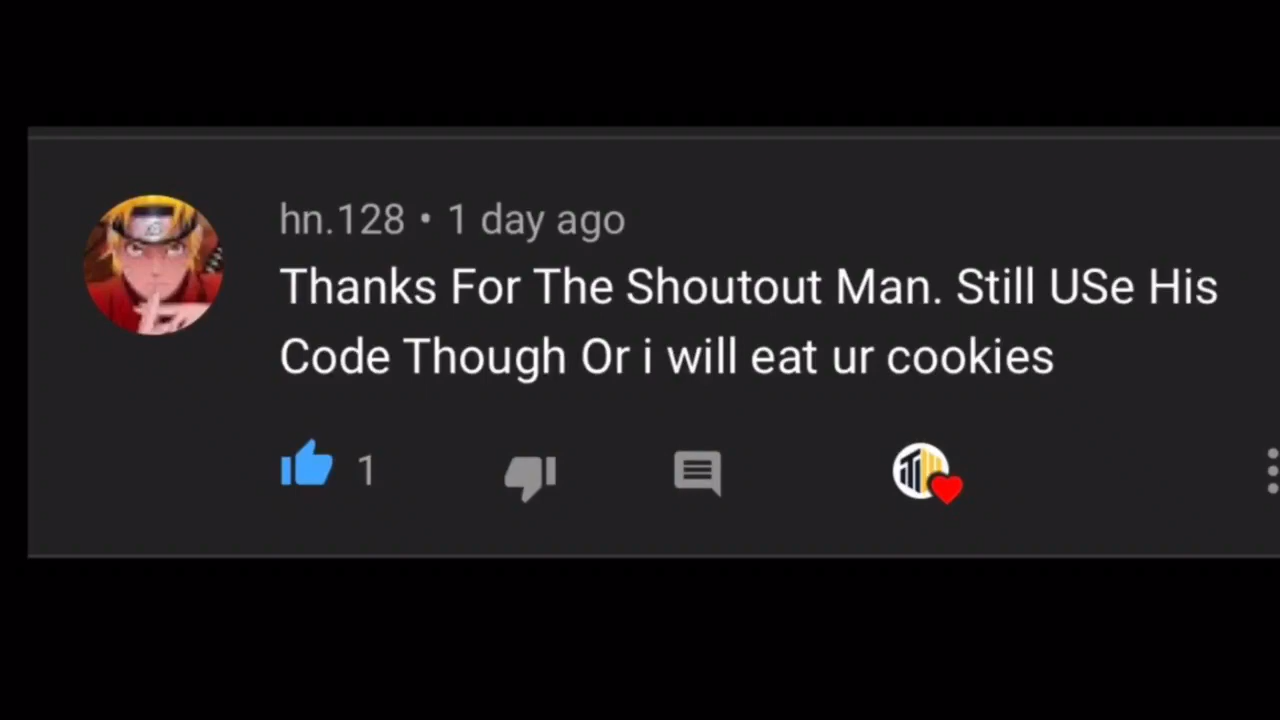 hn.128 • 1 day ago
Thanks For The Shoutout Man. Still USe His
Code Though Or i will eat ur cookies
1